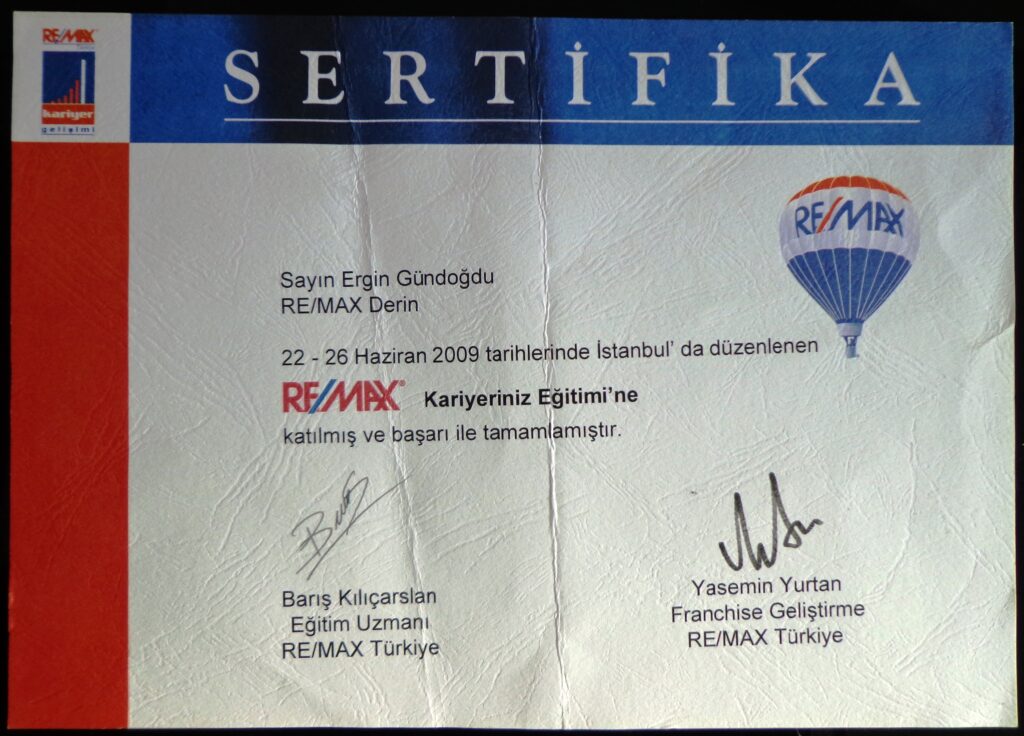 RE/MAX
kariyer
gelişimi
SERTİFİKA
RE/MAX
Sayın Ergin Gündoğdu
RE/MAX Derin
22 - 26 Haziran 2009 tarihlerinde İstanbul' da düzenlenen
RE/MAX® Kariyeriniz Eğitimi'ne
katılmış ve başarı ile tamamlamıştır.
Barış Kılıçarslan
Eğitim Uzmanı
RE/MAX Türkiye
Yasemin Yurtan
Franchise Geliştirme
RE/MAX Türkiye